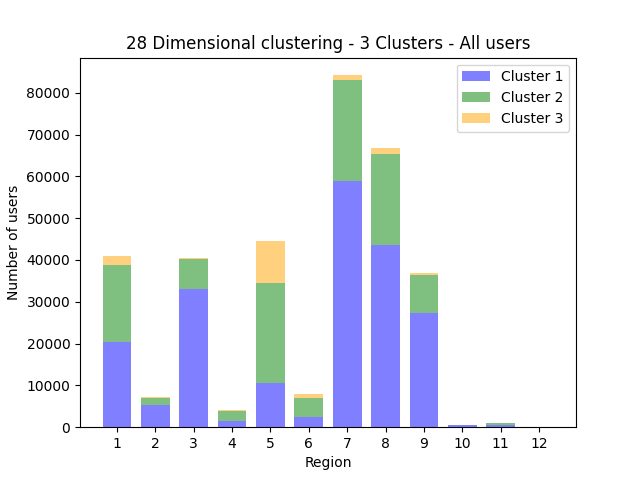 28 Dimensional clustering - 3 Clusters - All users
Cluster 1
Cluster 2
Cluster 3
Number of users
80000
70000
60000
50000
40000
30000
20000
10000
0
1 2 3 4 5 6 7 8 9 10 11 12
Region